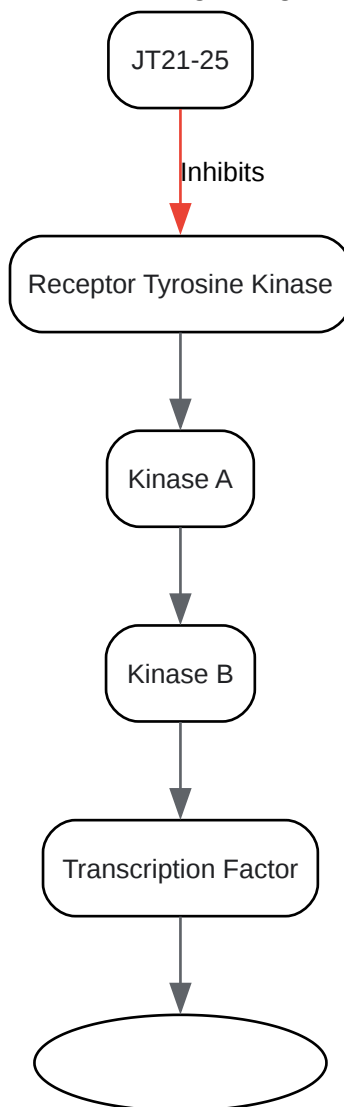 JT21-25
Inhibits
Receptor Tyrosine Kinase
Kinase A
Kinase B
Transcription Factor